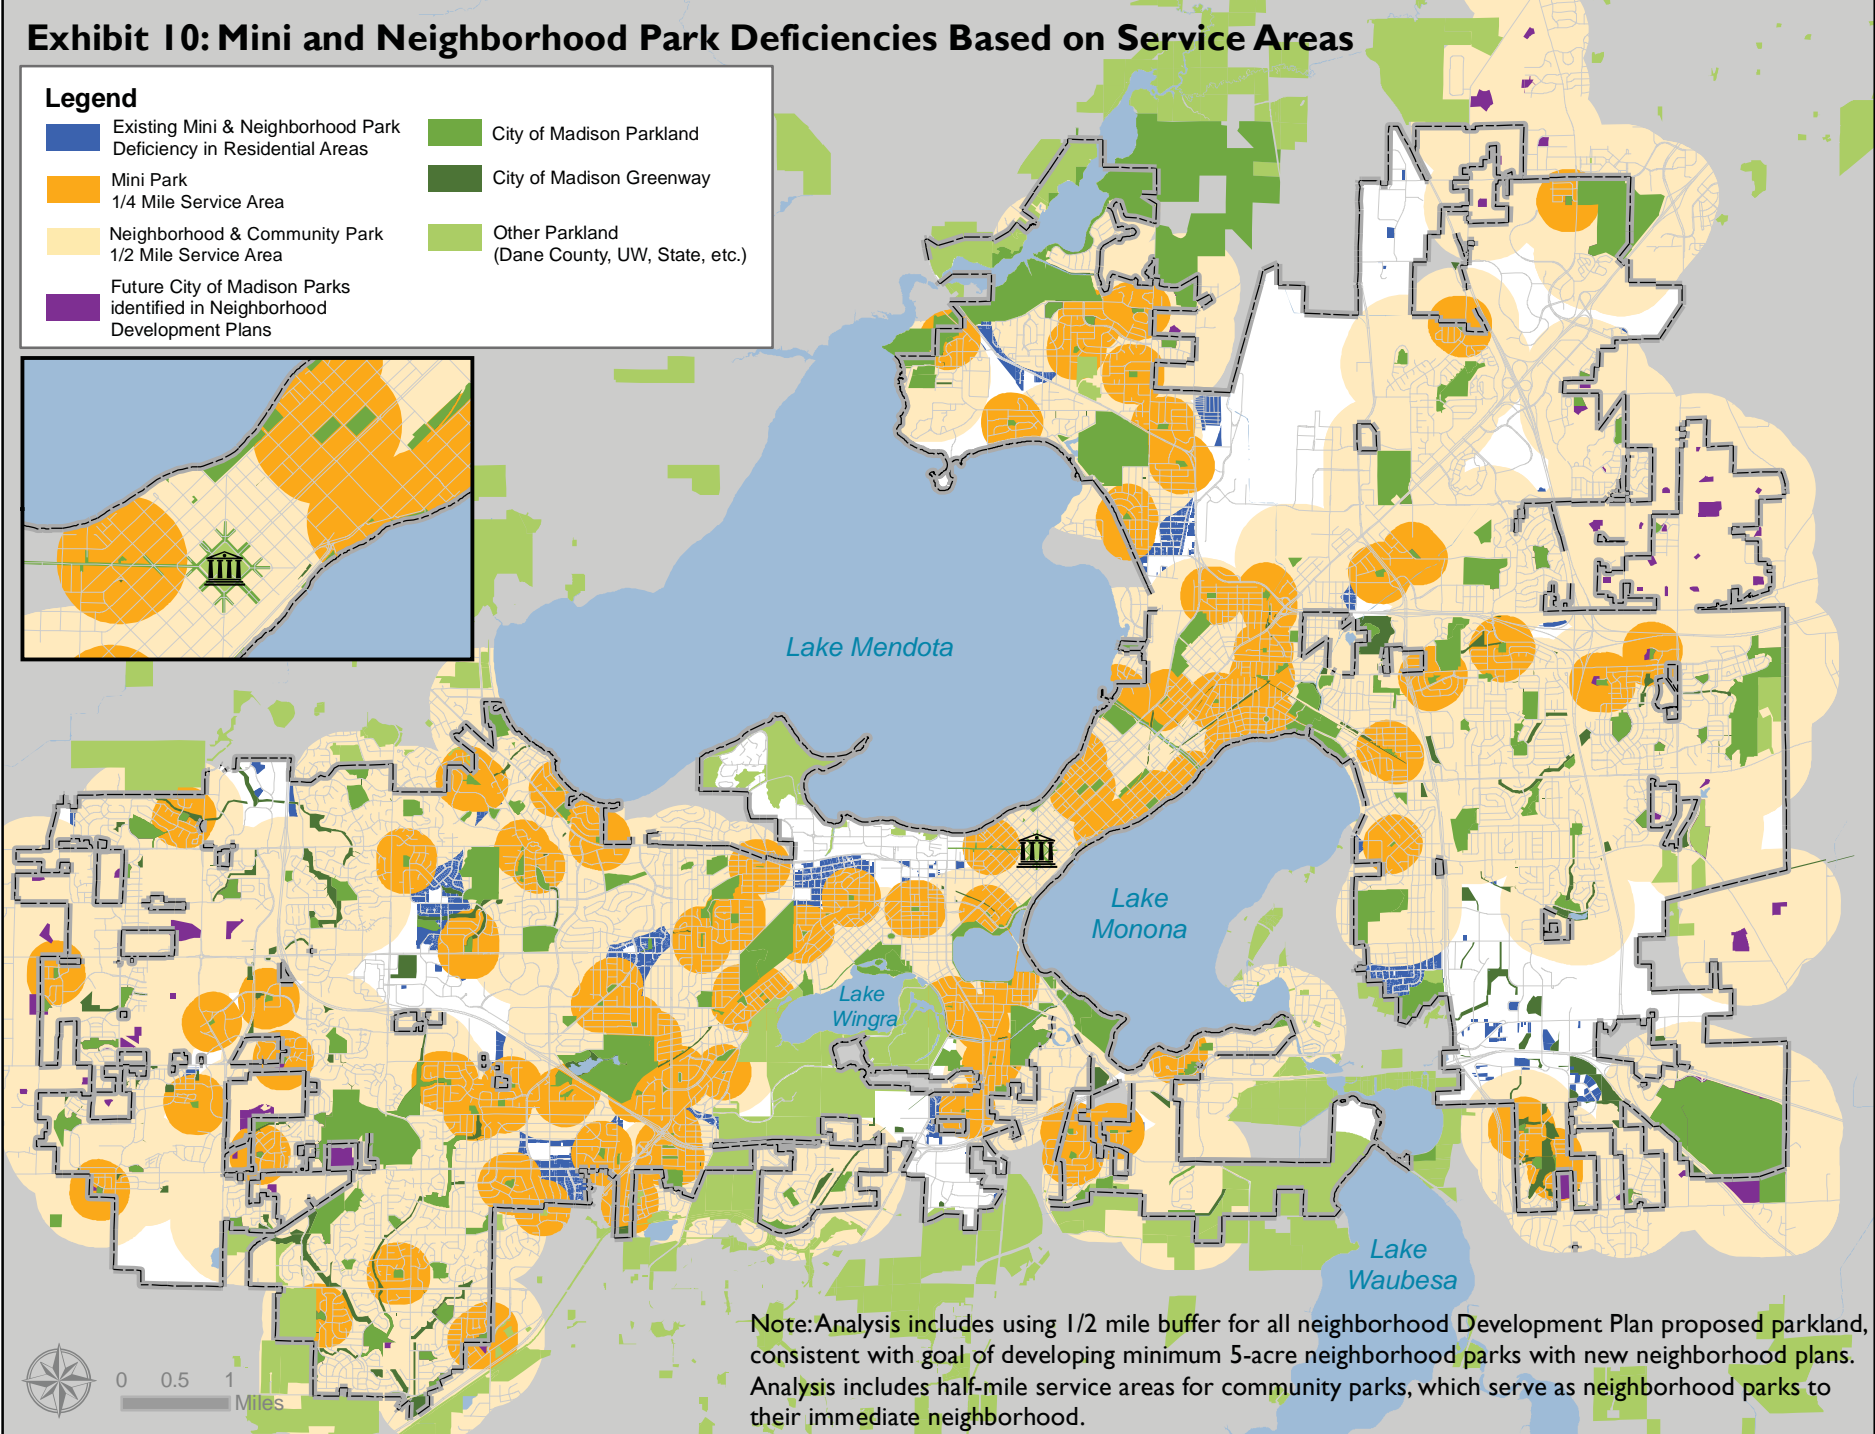 Exhibit 10: Mini and Neighborhood Park Deficiencies Based on Service Areas
Legend
Existing Mini & Neighborhood Park
Deficiency in Residential Areas
Mini Park
1/4 Mile Service Area
Neighborhood & Community Park
1/2 Mile Service Area
Future City of Madison Parks
identified in Neighborhood
Development Plans
City of Madison Parkland
City of Madison Greenway
Other Parkland
(Dane County, UW, State, etc.)
Lake Mendota
Lake
Monona
Lake
Wingra
Lake
Waubesa
0 0.5 1
Miles
Note: Analysis includes using 1/2 mile buffer for all neighborhood Development Plan proposed parkland,
consistent with goal of developing minimum 5-acre neighborhood parks with new neighborhood plans.
Analysis includes half-mile service areas for community parks, which serve as neighborhood parks to
their immediate neighborhood.